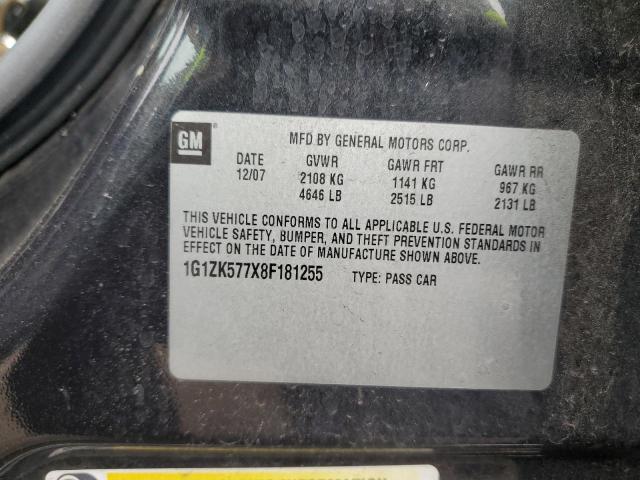 GM
MFD BY GENERAL MOTORS CORP.
DATE GVWR GAWR FRT GAWR RR
12/07 2108 KG 1141 KG 967 KG
4646 LB 2515 LB 2131 LB
THIS VEHICLE CONFORMS TO ALL APPLICABLE U.S. FEDERAL MOTOR
VEHICLE SAFETY, BUMPER, AND THEFT PREVENTION STANDARDS IN
EFFECT ON THE DATE OF MANUFACTURE SHOWN ABOVE.
1G1ZK577X8F181255 TYPE: PASS CAR
INFORMATION